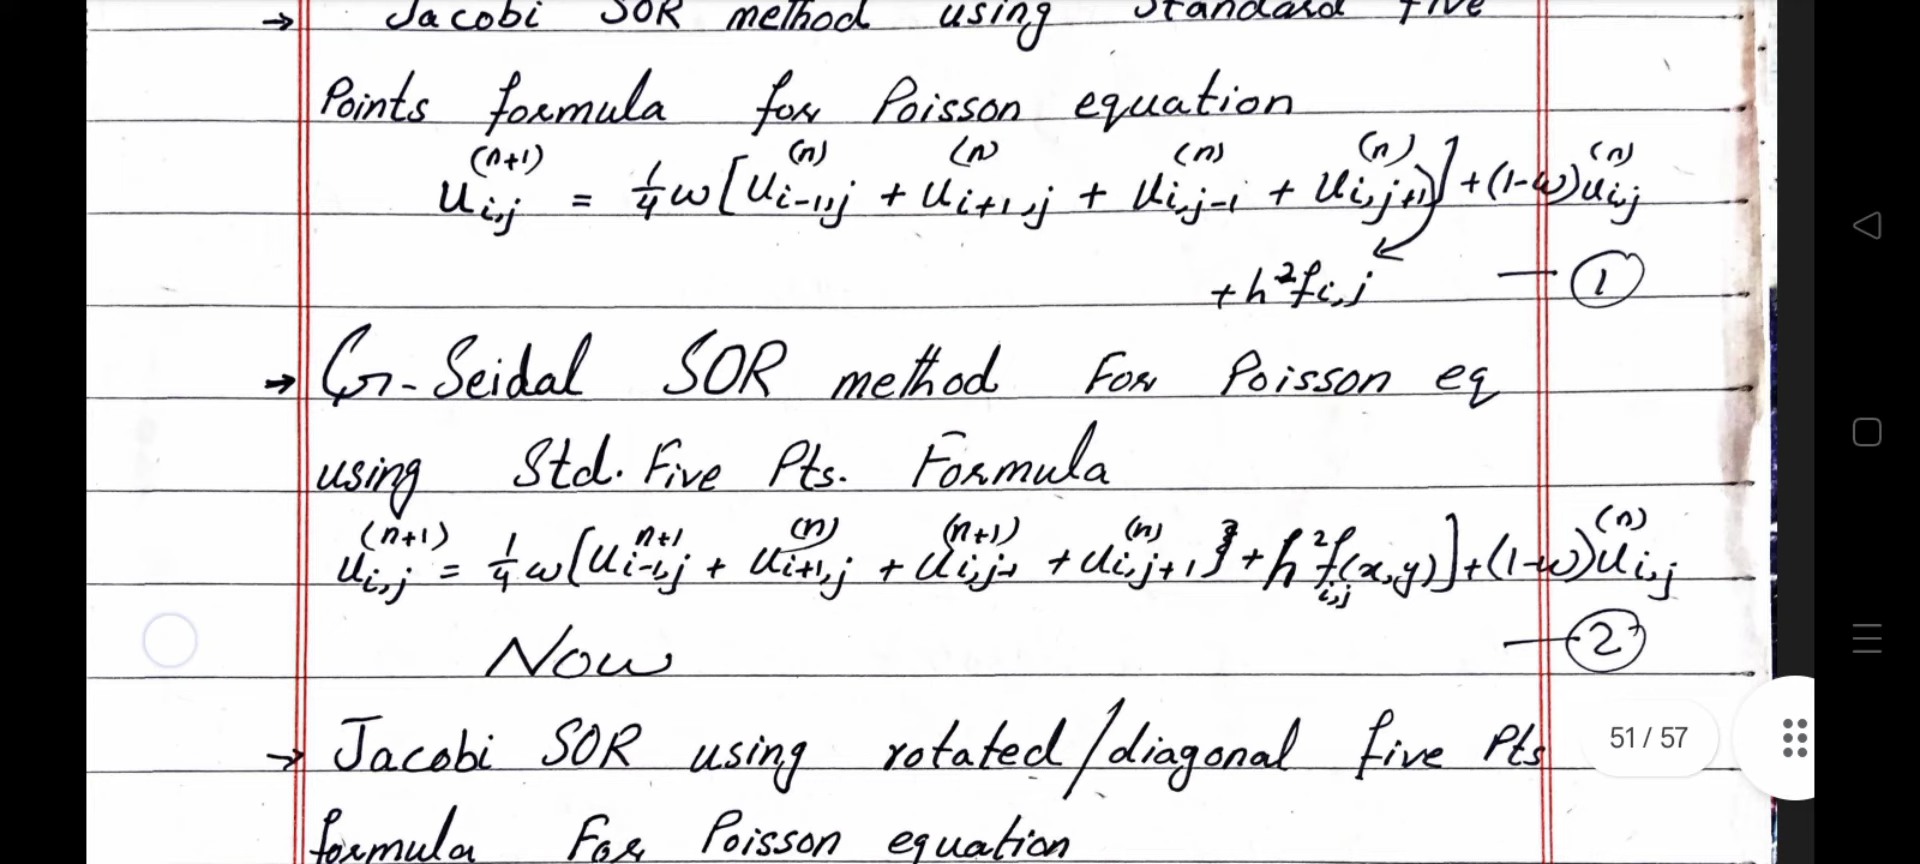 → Jacobi SOR method using Standard five
Points formula for Poisson equation
u_{i,j}^{(n+1)} = 1/4 ω [u_{i-1,j}^{(n)} + u_{i+1,j}^{(n)} + u_{i,j-1}^{(n)} + u_{i,j+1}^{(n)}] + (1-ω)u_{i,j}^{(n)}
+ h²f_{i,j} — ①
→ G-Seidal SOR method For Poisson eq
using Std. Five Pts. Formula
u_{i,j}^{(n+1)} = 1/4 ω [u_{i-1,j}^{n+1} + u_{i+1,j}^{(n)} + u_{i,j-1}^{(n+1)} + u_{i,j+1}^{(n)}} + h²f_{i,j}(x,y)] + (1-ω)u_{i,j}^{(n)}
— ②
Now
→ Jacobi SOR using rotated/diagonal five Pts
51 / 57
formula For Poisson equation